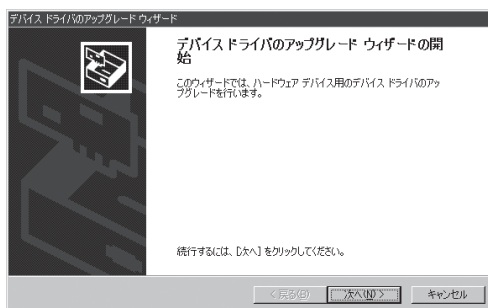 デバイス ドライバのアップグレード ウィザード
デバイス ドライバのアップグレード ウィザードの開
始
このウィザードでは、ハードウェア デバイス用のデバイス ドライバのアッ
プグレードを行います。
続行するには、[次へ] をクリックしてください。
< 戻る(B) 次へ(N) > キャンセル